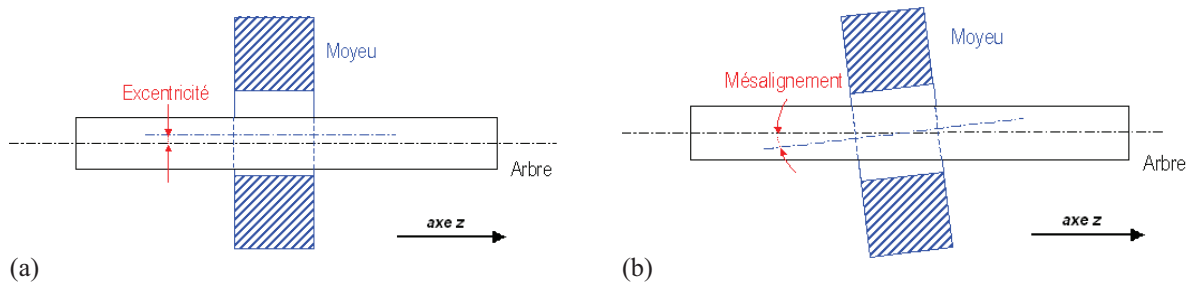 Moyeu
Excentricité
Arbre
axe z
(a)
Moyeu
Mésalignement
Arbre
axe z
(b)